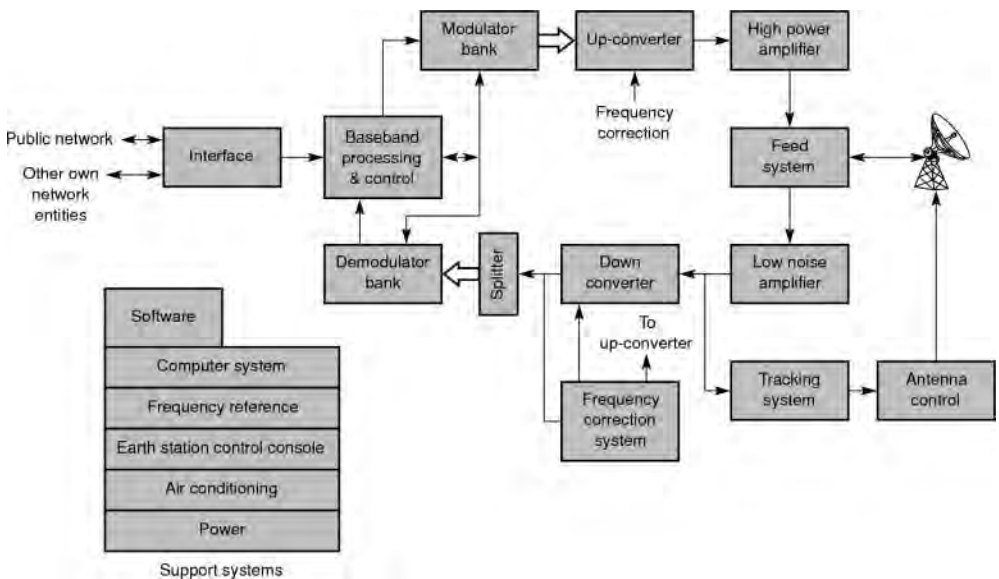 Modulator
bank
Up-converter
High power
amplifier
Frequency
correction
Public network
Other own
network
entities
Interface
Baseband
processing
& control
Feed
system
Demodulator
bank
Splitter
Down
converter
Low noise
amplifier
To
up-converter
Frequency
correction
system
Tracking
system
Antenna
control
Software
Computer system
Frequency reference
Earth station control console
Air conditioning
Power
Support systems